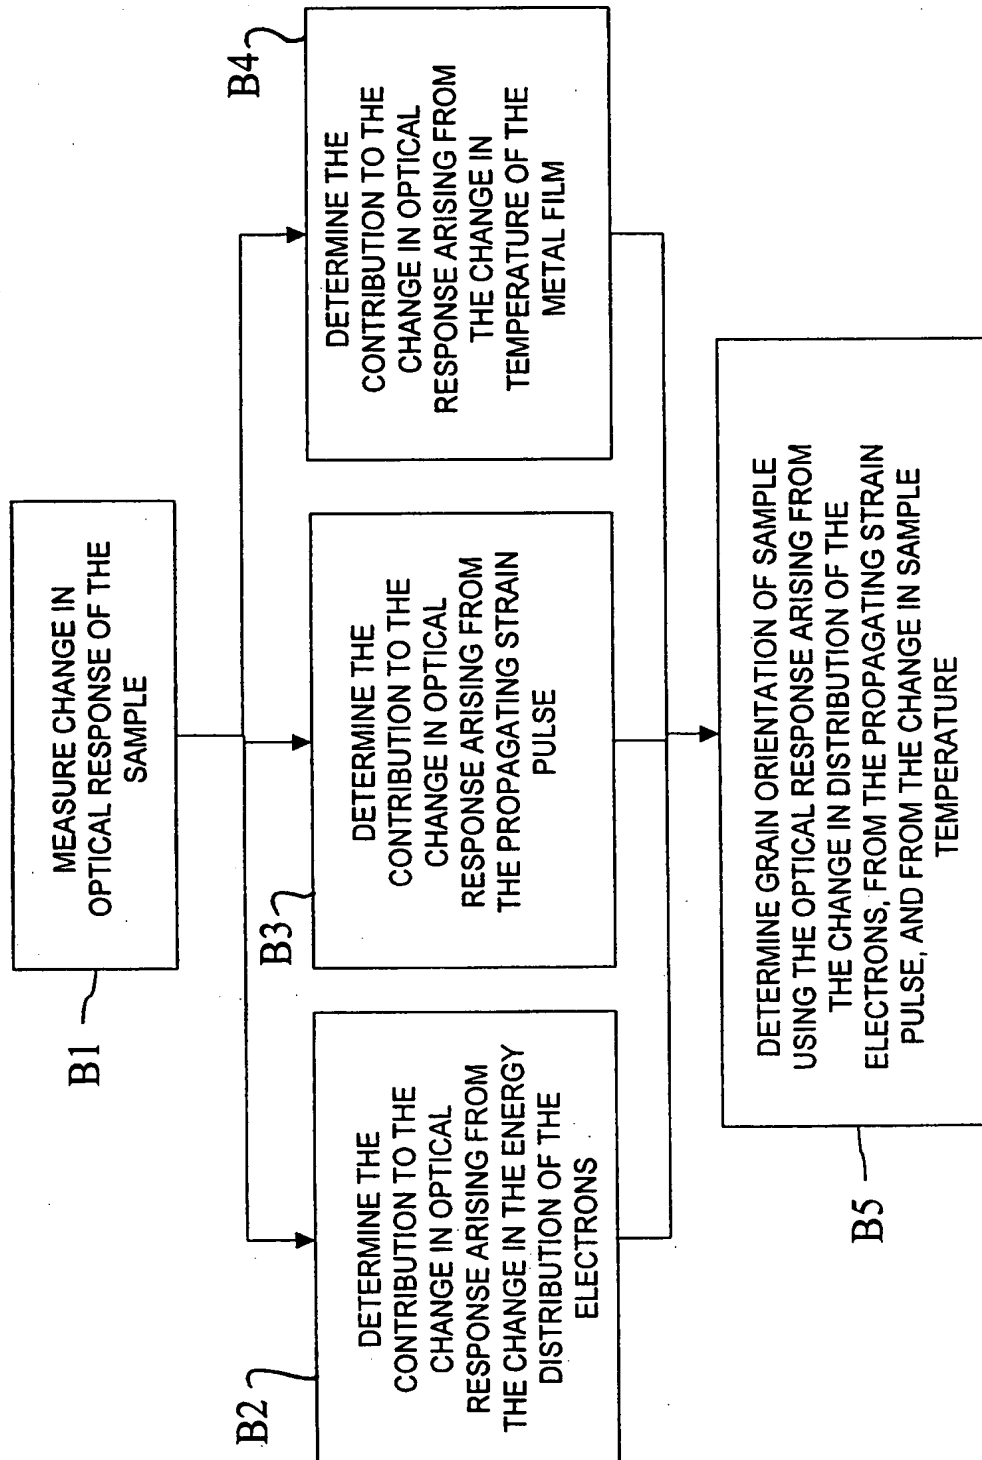 B1
MEASURE CHANGE IN
OPTICAL RESPONSE OF THE
SAMPLE
B2
DETERMINE THE
CONTRIBUTION TO THE
CHANGE IN OPTICAL
RESPONSE ARISING FROM
THE CHANGE IN THE ENERGY
DISTRIBUTION OF THE
ELECTRONS
B3
DETERMINE THE
CONTRIBUTION TO THE
CHANGE IN OPTICAL
RESPONSE ARISING FROM
THE PROPAGATING STRAIN
PULSE
B4
DETERMINE THE
CONTRIBUTION TO THE
CHANGE IN OPTICAL
RESPONSE ARISING FROM
THE CHANGE IN
TEMPERATURE OF THE
METAL FILM
B5
DETERMINE GRAIN ORIENTATION OF SAMPLE
USING THE OPTICAL RESPONSE ARISING FROM
THE CHANGE IN DISTRIBUTION OF THE
ELECTRONS, FROM THE PROPAGATING STRAIN
PULSE, AND FROM THE CHANGE IN SAMPLE
TEMPERATURE